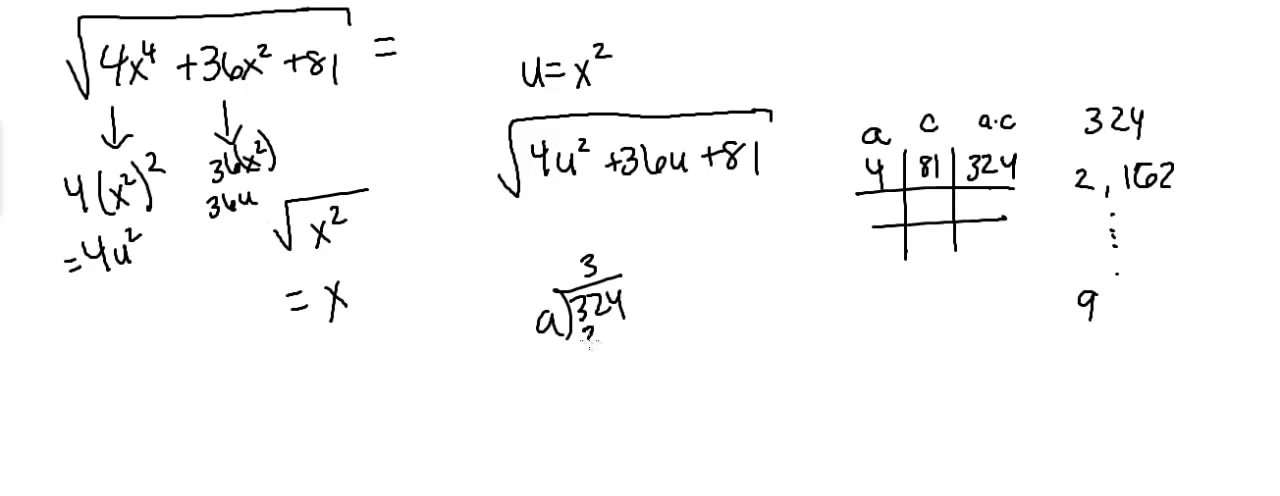 √(4x⁴ +36x² +81) =
↓ ↓
4(x²)² 36(x²)
=4u² 36u
√x²
= x
u=x²
√(4u² +36u +81)
3
a)324
3
a c a·c
4 81 324
324
2, 162
9